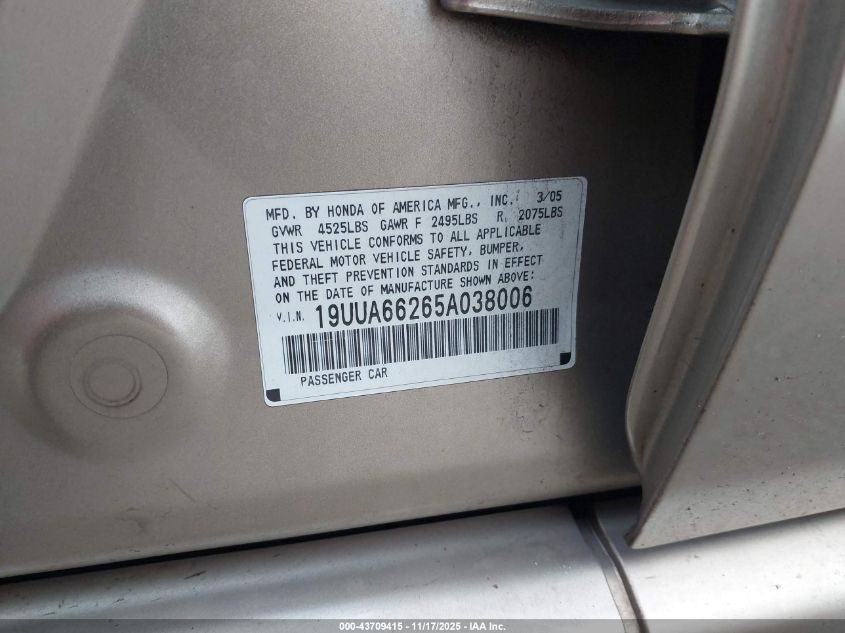 MFD. BY HONDA OF AMERICA MFG., INC. 3/05
GVWR 4525LBS GAWR F 2495LBS R 2075LBS
THIS VEHICLE CONFORMS TO ALL APPLICABLE
FEDERAL MOTOR VEHICLE SAFETY, BUMPER,
AND THEFT PREVENTION STANDARDS IN EFFECT
ON THE DATE OF MANUFACTURE SHOWN ABOVE:
V.I.N. 19UUA66265A038006
PASSENGER CAR
000-43709415 - 11/17/2025 - IAA Inc.